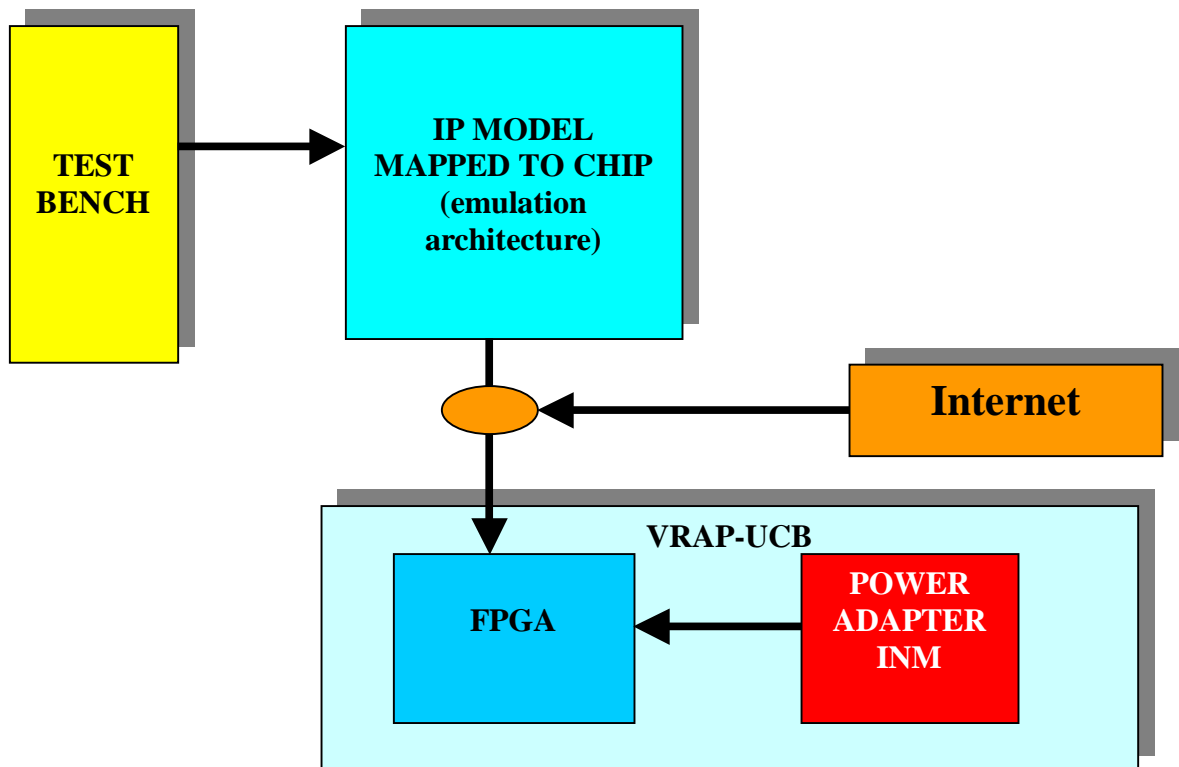 TEST
BENCH
IP MODEL
MAPPED TO CHIP
(emulation
architecture)
Internet
VRAP-UCB
FPGA
POWER
ADAPTER
INM